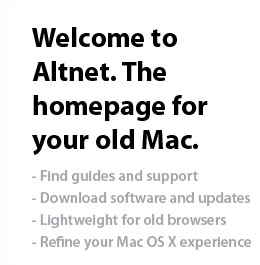 Welcome to
Altnet. The
homepage for
your old Mac.
- Find guides and support
- Download software and updates
- Lightweight for old browsers
- Refine your Mac OS X experience